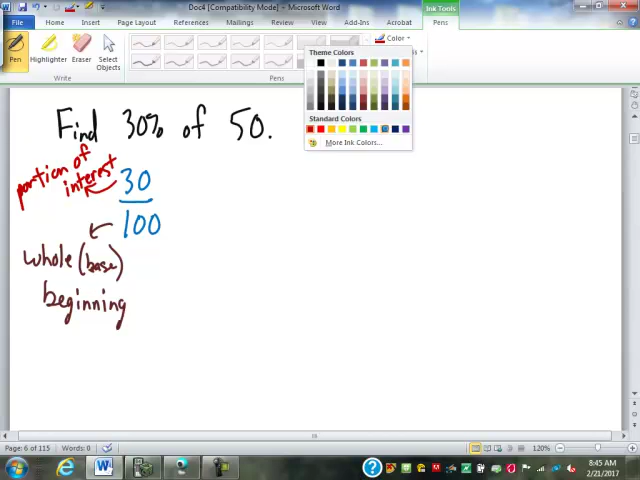 Doc4 [Compatibility Mode] - Microsoft Word
Ink Tools
File
Home
Insert
Page Layout
References
Mailings
Review
View
Add-Ins
Acrobat
Pens
Pen
Highlighter
Eraser
Select
Objects
Write
Pens
Color
Theme Colors
Standard Colors
More Ink Colors...
Find 30% of 50.
portion of
interest
30
100
whole (base)
beginning
Page: 6 of 115
Words: 0
120%
8:45 AM
2/21/2017